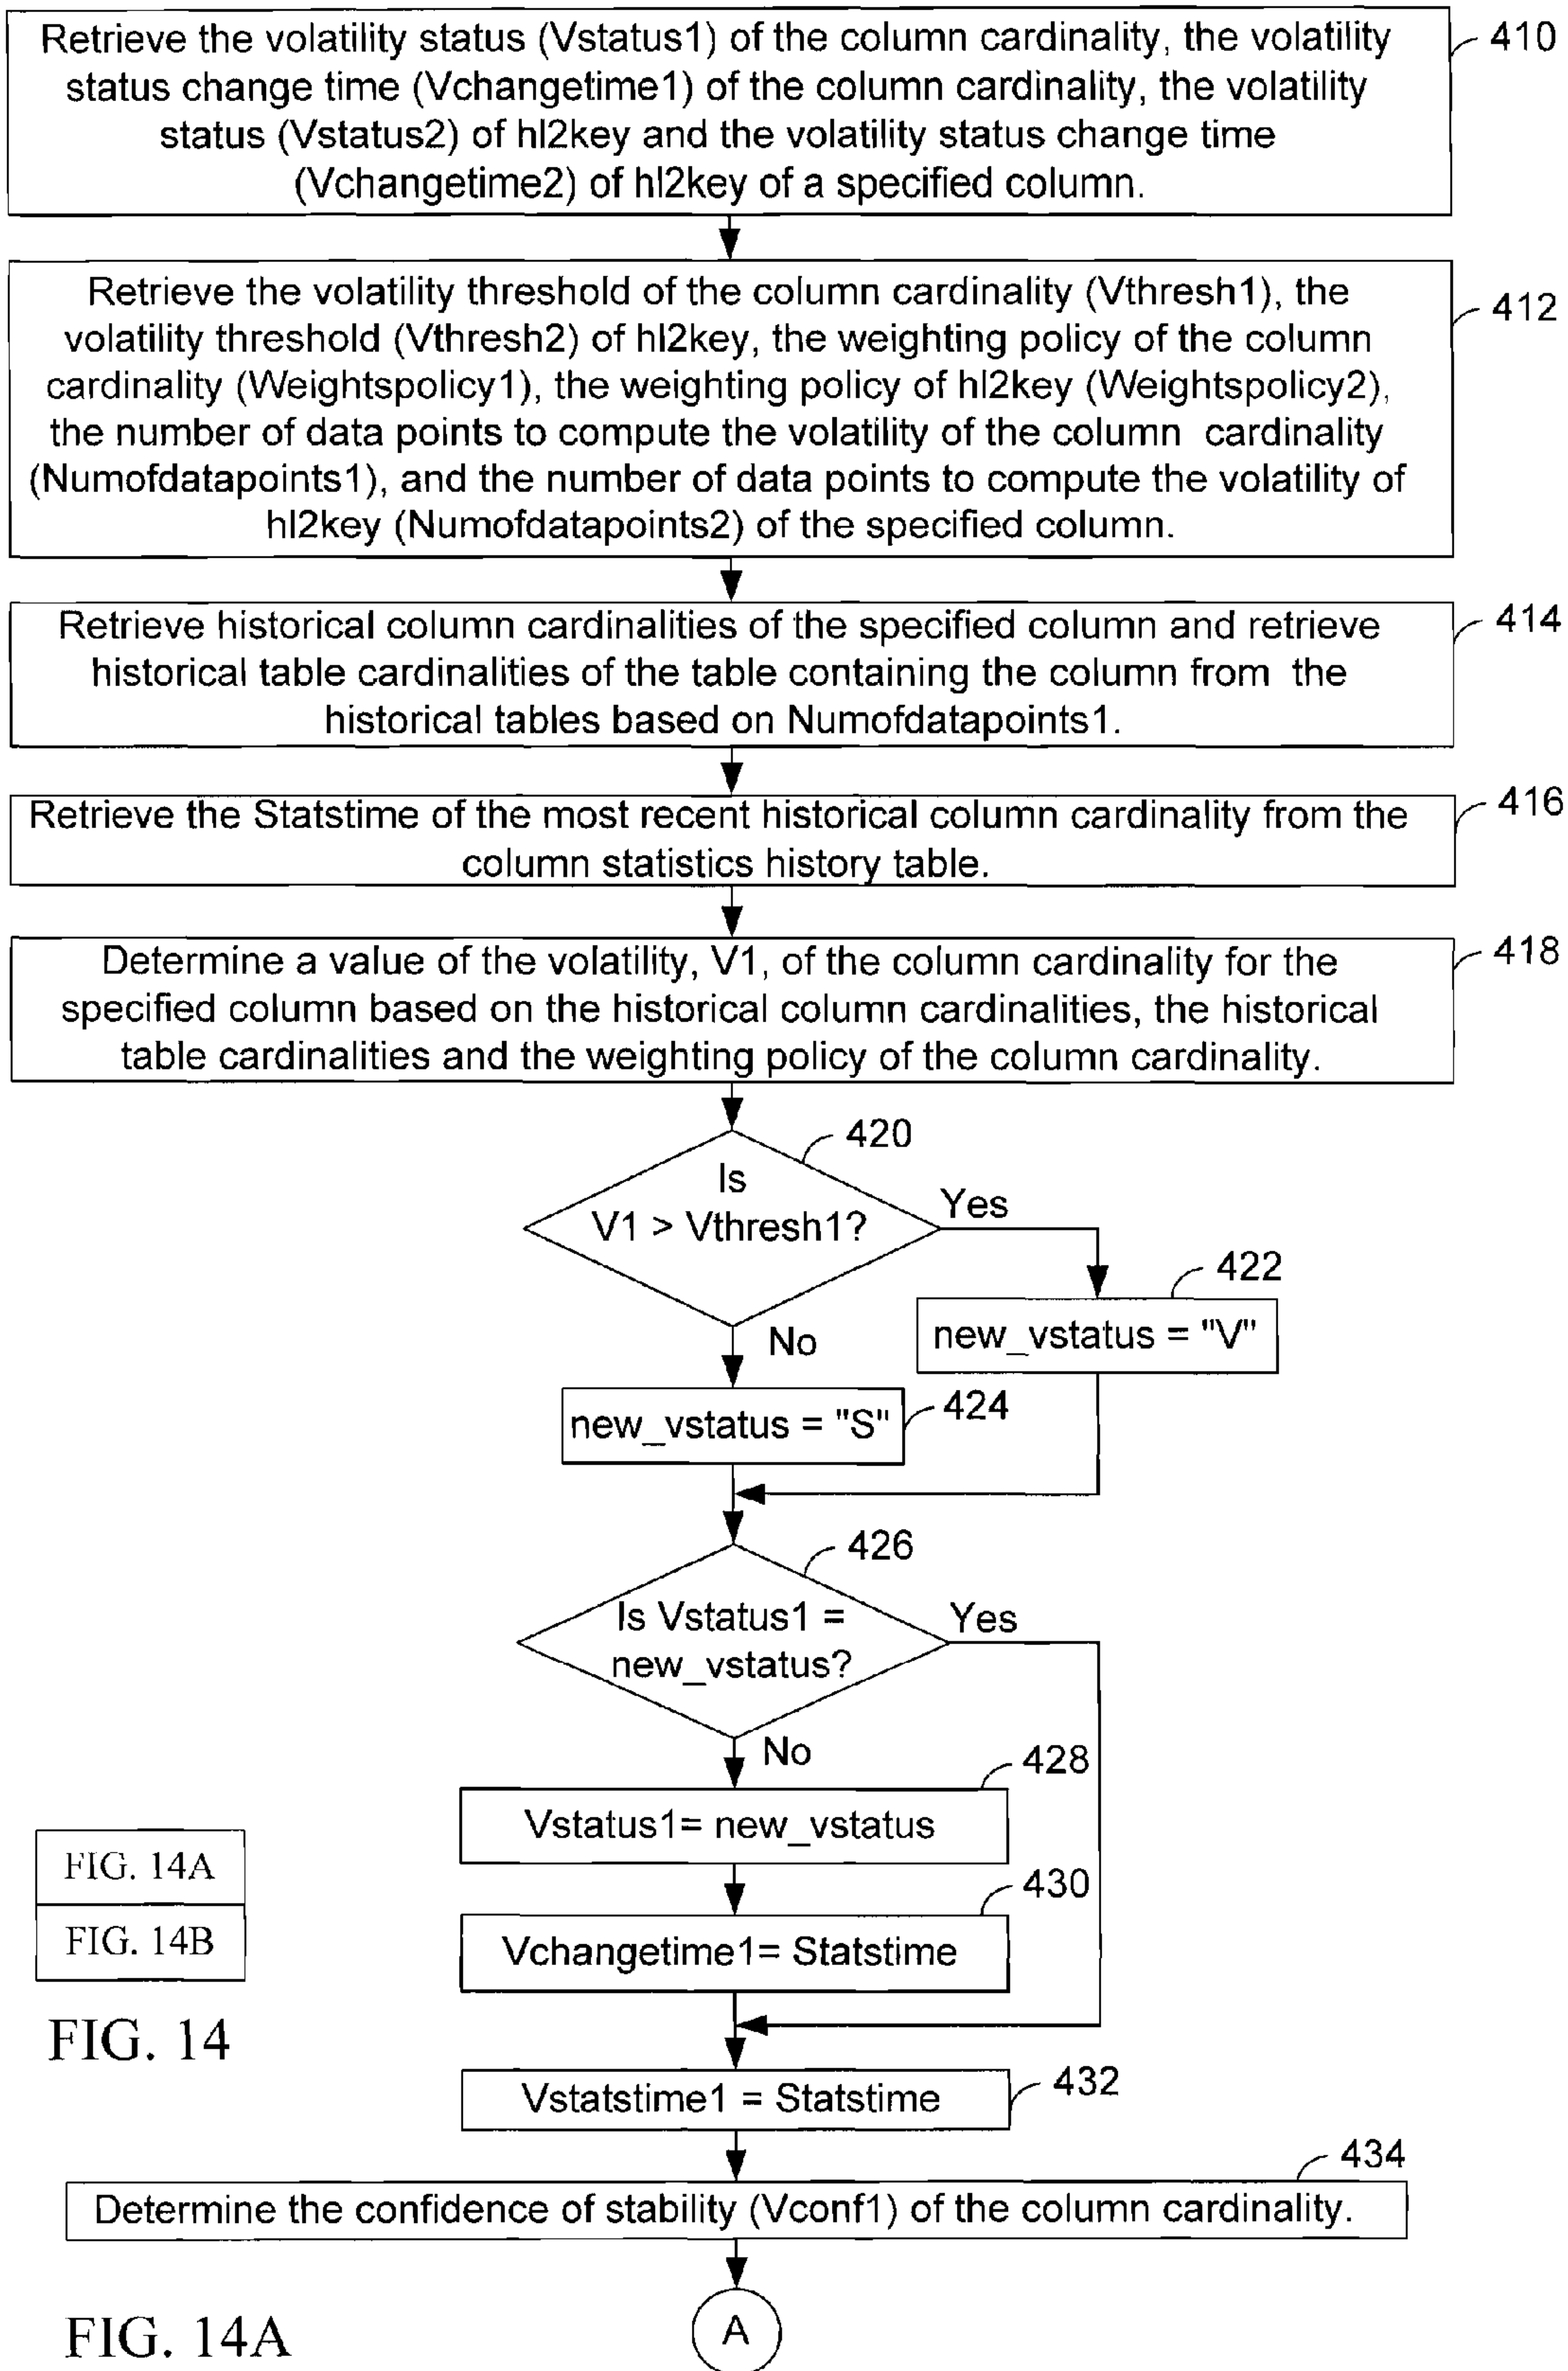 Retrieve the volatility status (Vstatus1) of the column cardinality, the volatility
status change time (Vchangetime1) of the column cardinality, the volatility
status (Vstatus2) of hl2key and the volatility status change time
(Vchangetime2) of hl2key of a specified column.
410
Retrieve the volatility threshold of the column cardinality (Vthresh1), the
volatility threshold (Vthresh2) of hl2key, the weighting policy of the column
cardinality (Weightspolicy1), the weighting policy of hl2key (Weightspolicy2),
the number of data points to compute the volatility of the column cardinality
(Numofdatapoints1), and the number of data points to compute the volatility of
hl2key (Numofdatapoints2) of the specified column.
412
Retrieve historical column cardinalities of the specified column and retrieve
historical table cardinalities of the table containing the column from the
historical tables based on Numofdatapoints1.
414
Retrieve the Statstime of the most recent historical column cardinality from the
column statistics history table.
416
Determine a value of the volatility, V1, of the column cardinality for the
specified column based on the historical column cardinalities, the historical
table cardinalities and the weighting policy of the column cardinality.
418
420
Is
V1 > Vthresh1?
Yes
422
new_vstatus = "V"
No
new_vstatus = "S"
424
426
Is Vstatus1 =
new_vstatus?
Yes
No
428
Vstatus1= new_vstatus
430
Vchangetime1= Statstime
FIG. 14A
FIG. 14B
FIG. 14
Vstatstime1 = Statstime
432
434
Determine the confidence of stability (Vconf1) of the column cardinality.
A
FIG. 14A